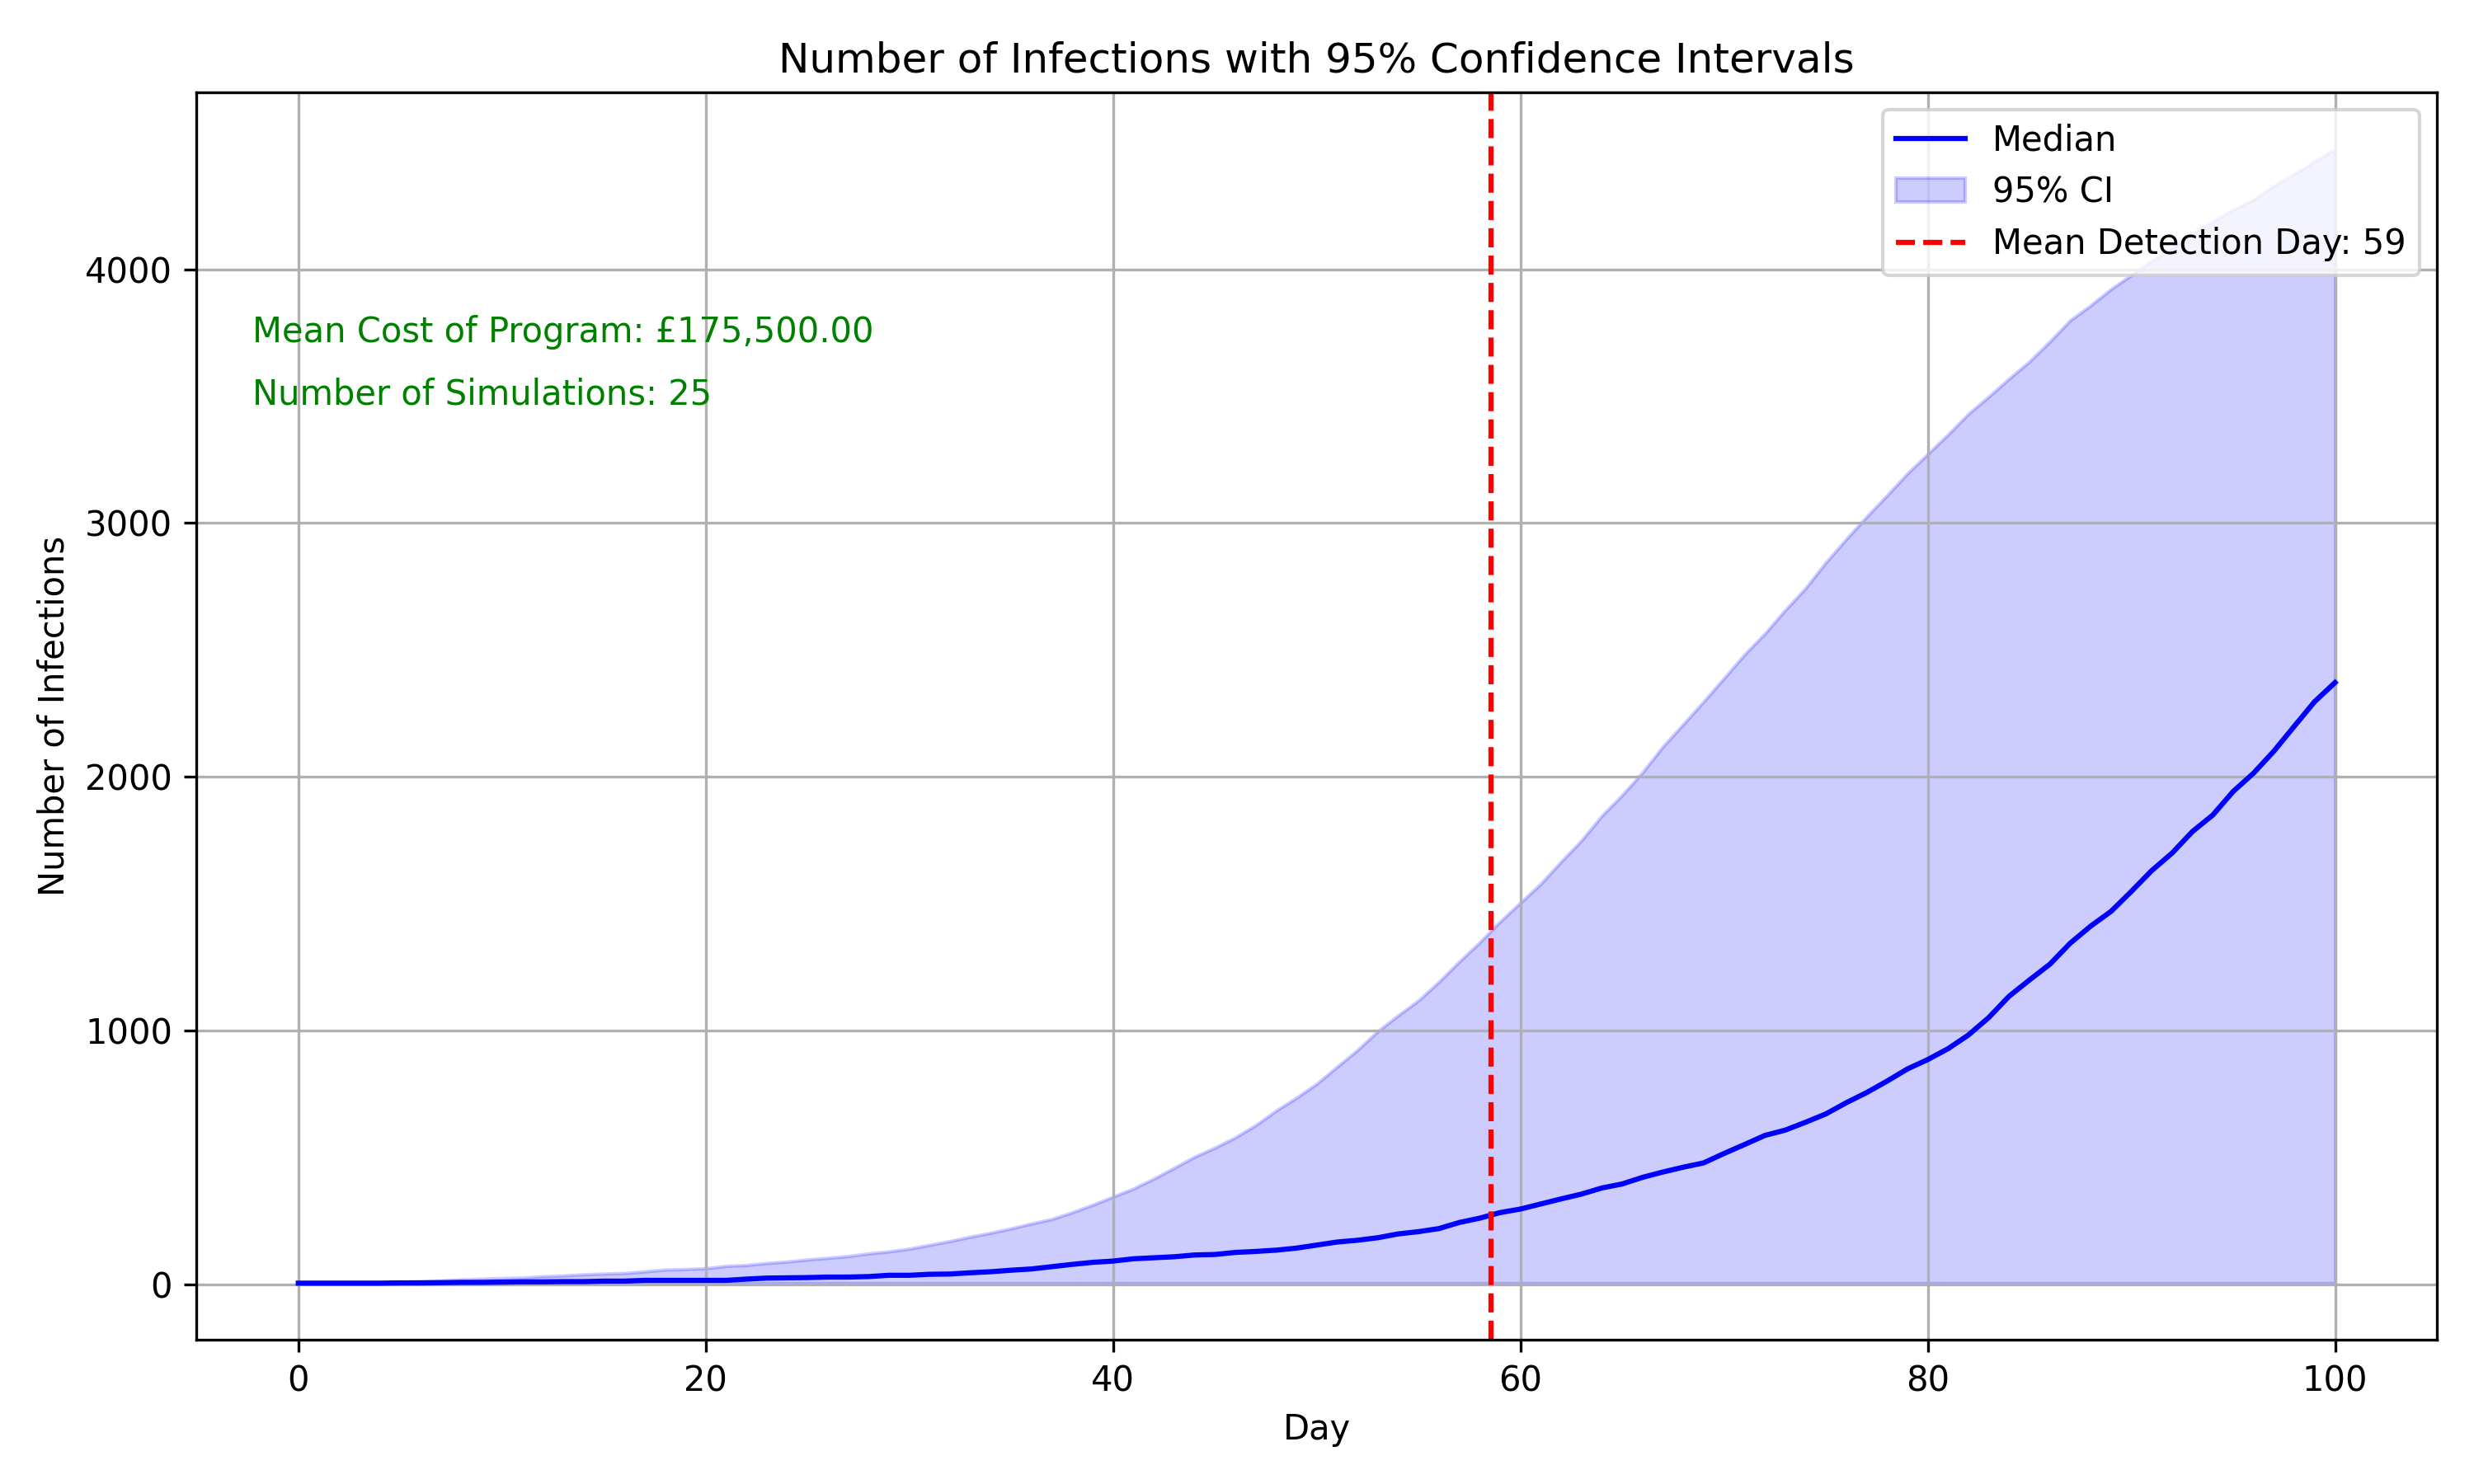 Number of Infections with 95% Confidence Intervals
Median
95% CI
Mean Detection Day: 59
Mean Cost of Program: £175,500.00
Number of Simulations: 25
Number of Infections
4000
3000
2000
1000
0
0 20 40 60 80 100
Day